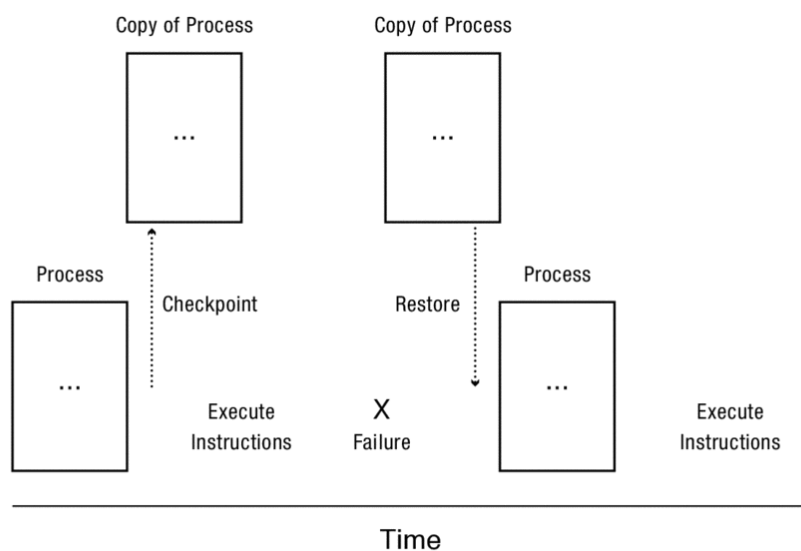 Copy of Process
Copy of Process
...
...
Process
Process
Checkpoint
Restore
...
...
Execute
Instructions
X
Failure
Execute
Instructions
Time